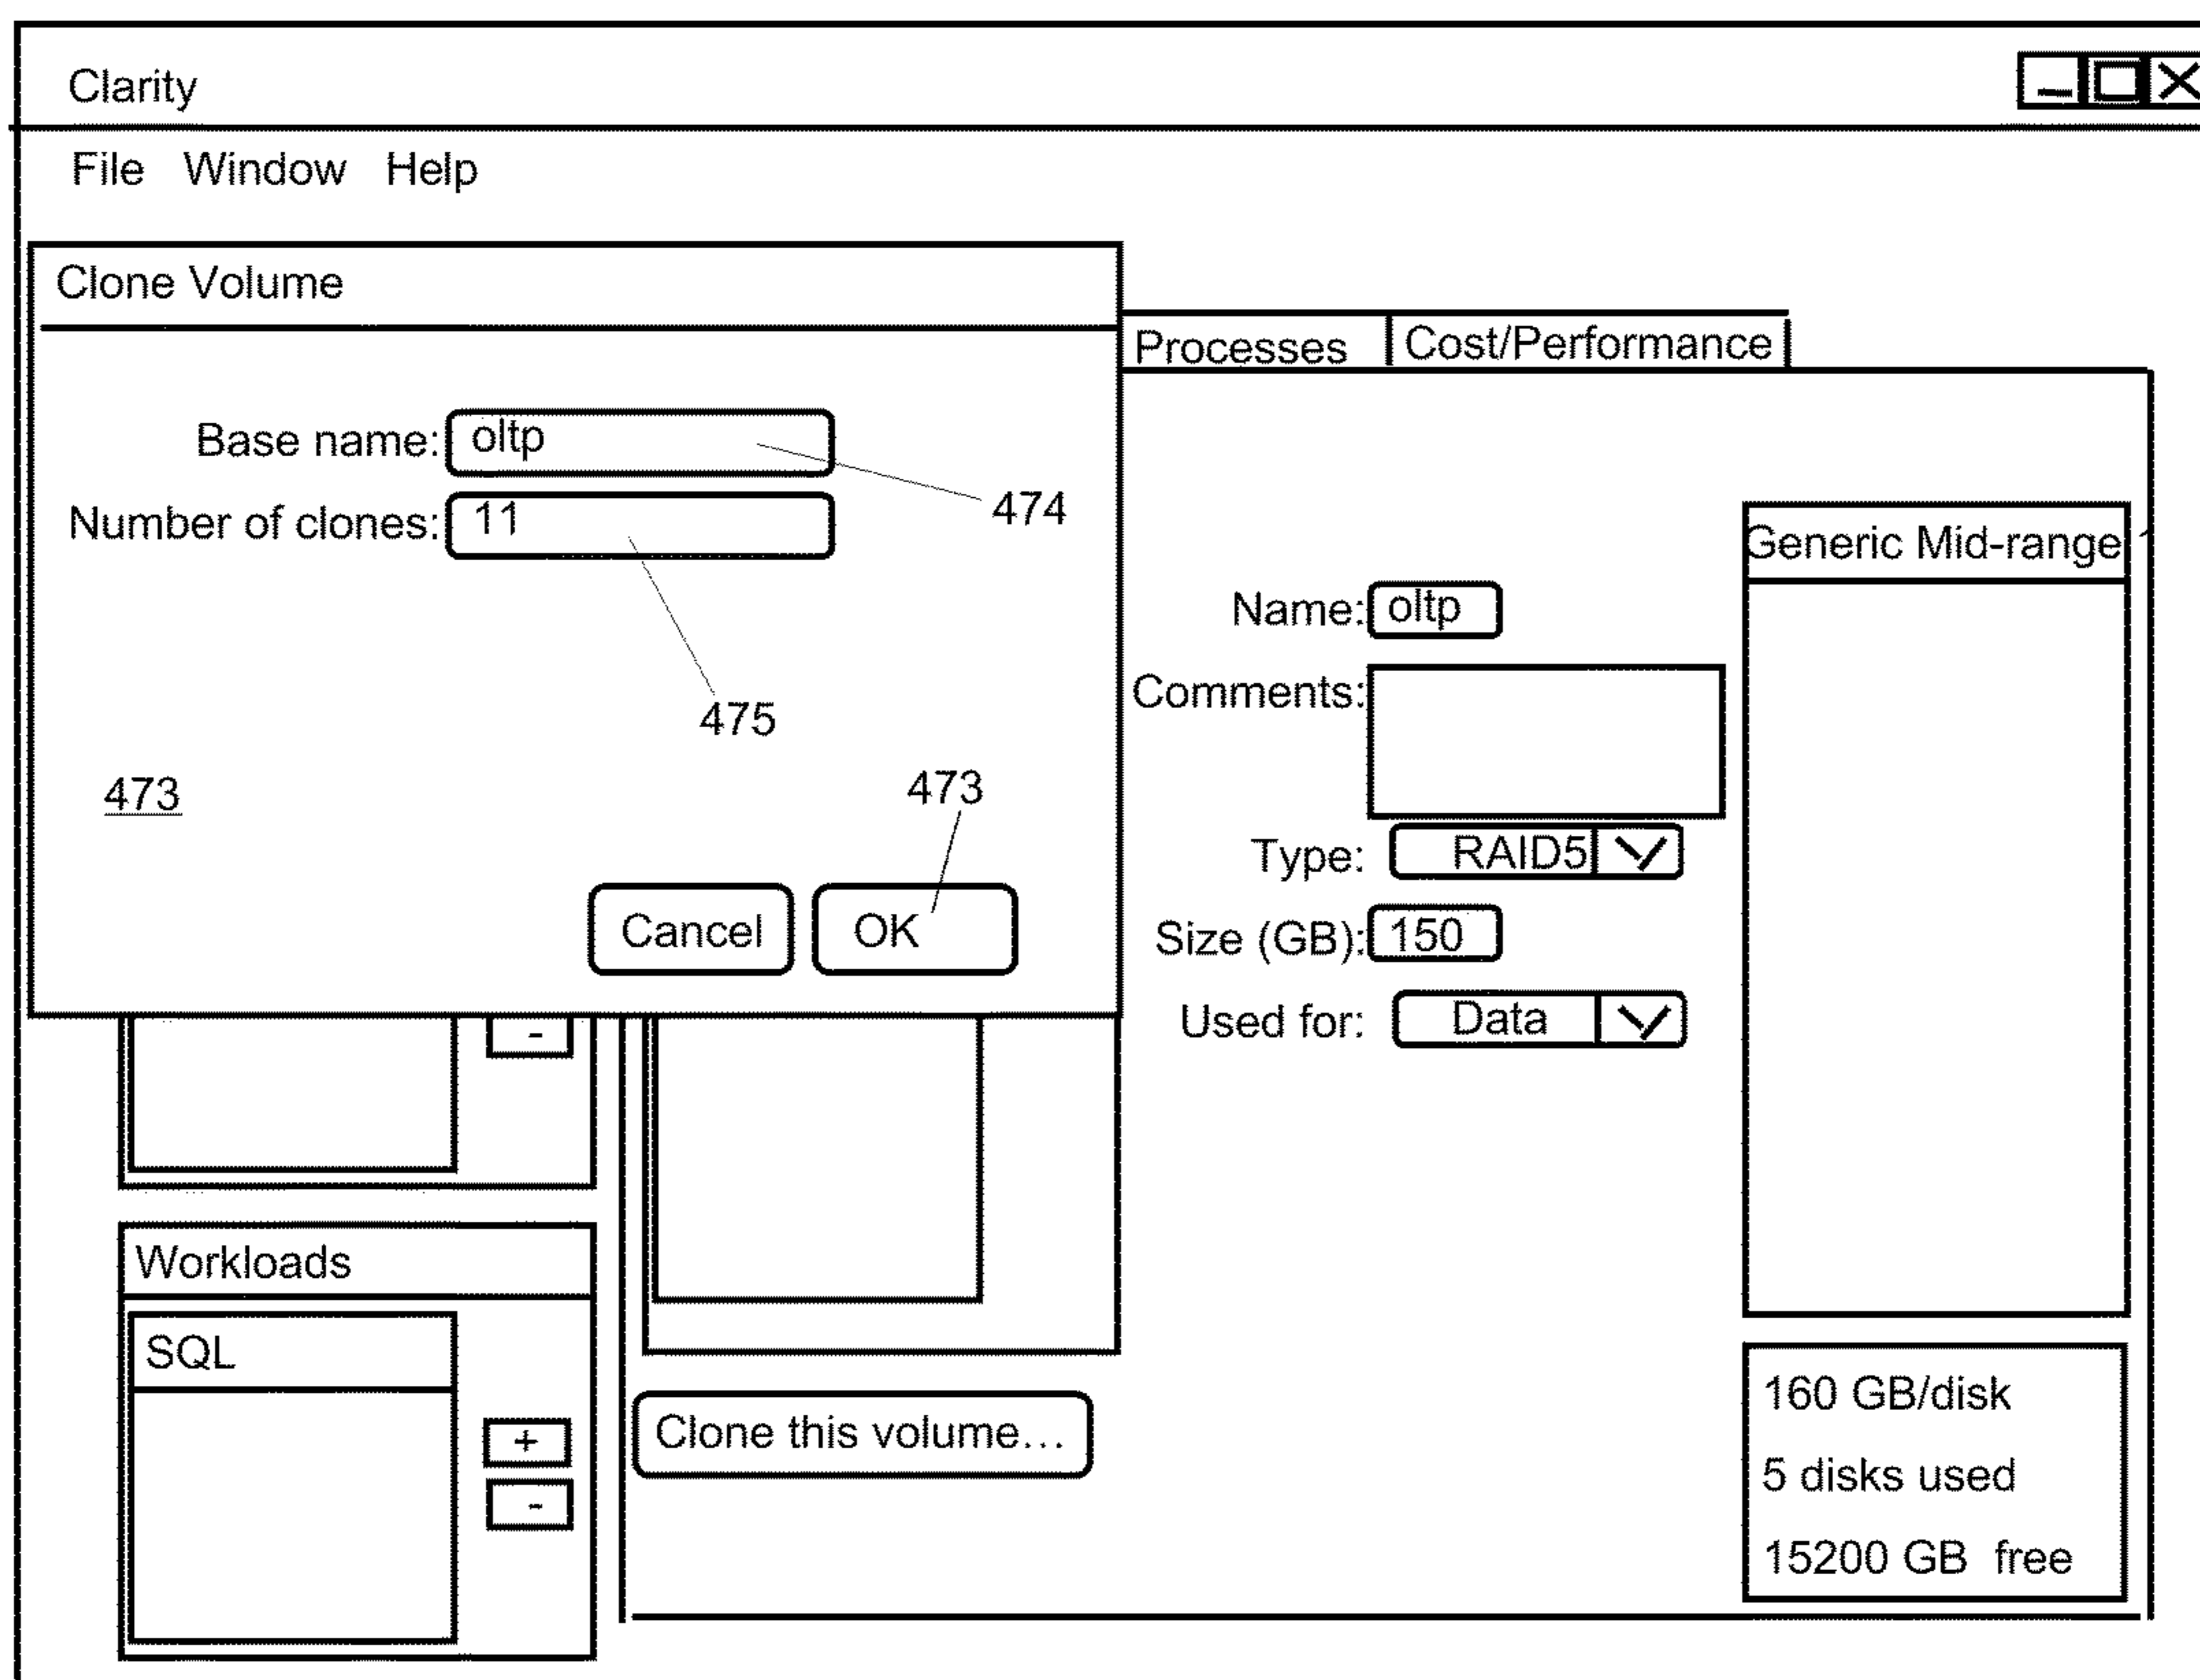 Clarity
File Window Help
Clone Volume
Processes
Cost/Performance
Base name: oltp
474
Number of clones: 11
475
473
473
Cancel
OK
Name: oltp
Comments:
Type: RAID5
Size (GB): 150
Used for: Data
Generic Mid-range
-
Workloads
SQL
+
-
Clone this volume...
160 GB/disk
5 disks used
15200 GB free